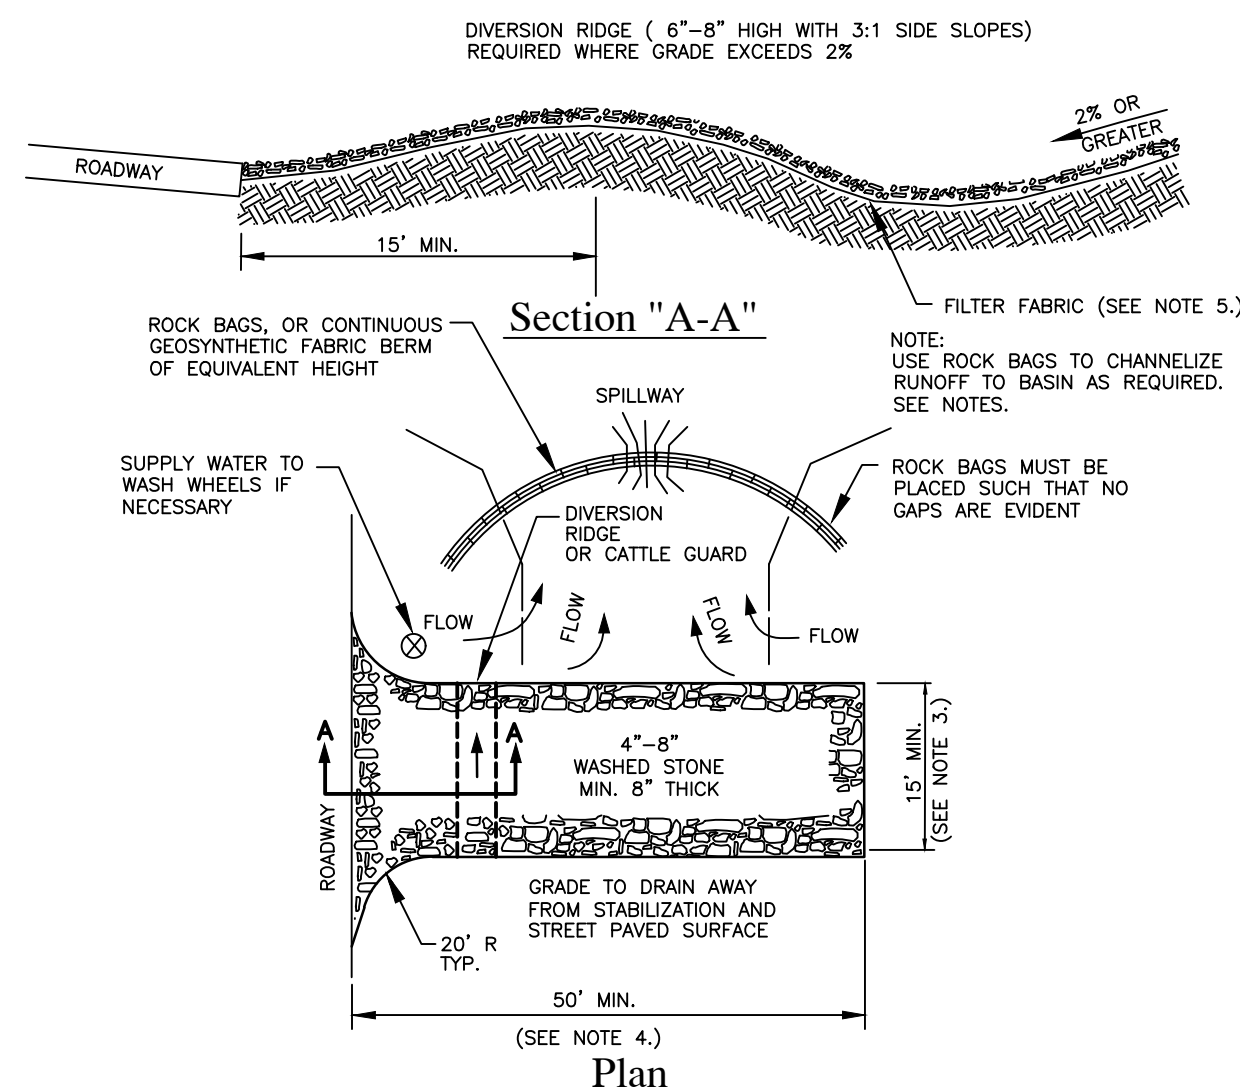 DIVERSION RIDGE ( 6"–8" HIGH WITH 3:1 SIDE SLOPES)
REQUIRED WHERE GRADE EXCEEDS 2%
2% OR
GREATER
ROADWAY
15' MIN.
Section "A-A"
FILTER FABRIC (SEE NOTE 5.)
ROCK BAGS, OR CONTINUOUS
GEOSYNTHETIC FABRIC BERM
OF EQUIVALENT HEIGHT
NOTE:
USE ROCK BAGS TO CHANNELIZE
RUNOFF TO BASIN AS REQUIRED.
SEE NOTES.
SPILLWAY
SUPPLY WATER TO
WASH WHEELS IF
NECESSARY
ROCK BAGS MUST BE
PLACED SUCH THAT NO
GAPS ARE EVIDENT
DIVERSION
RIDGE
OR CATTLE GUARD
FLOW
FLOW
FLOW
FLOW
A
A
4"–8"
WASHED STONE
MIN. 8" THICK
15' MIN.
(SEE NOTE 3.)
ROADWAY
GRADE TO DRAIN AWAY
FROM STABILIZATION AND
STREET PAVED SURFACE
20' R
TYP.
50' MIN.
(SEE NOTE 4.)
Plan